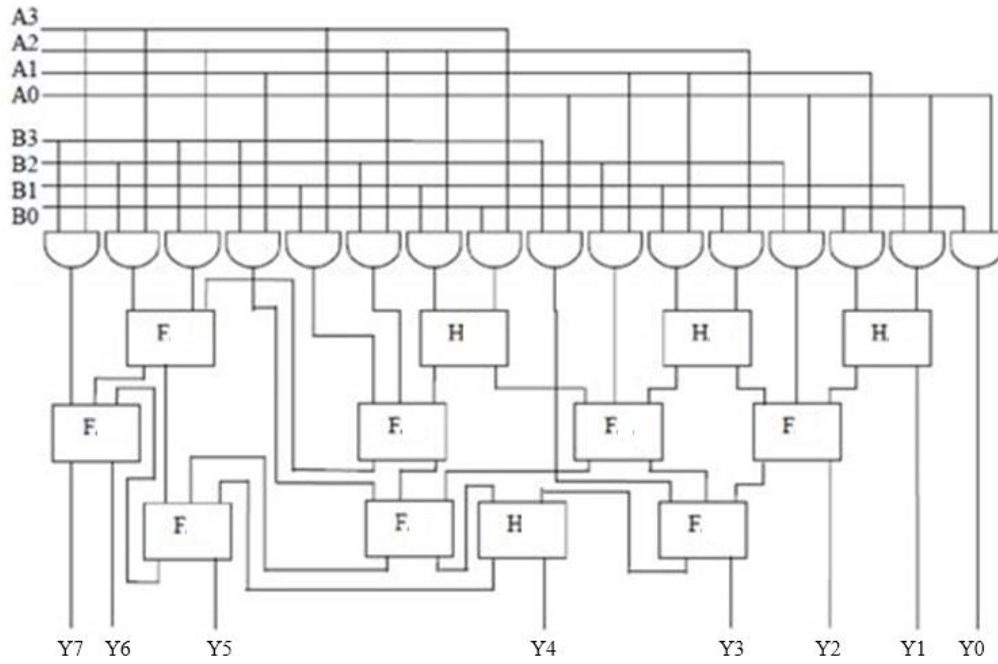 A3
A2
A1
A0
B3
B2
B1
B0
F. H H. H.
F. F. F. F
F. F. H F.
Y7 Y6 Y5 Y4 Y3 Y2 Y1 Y0